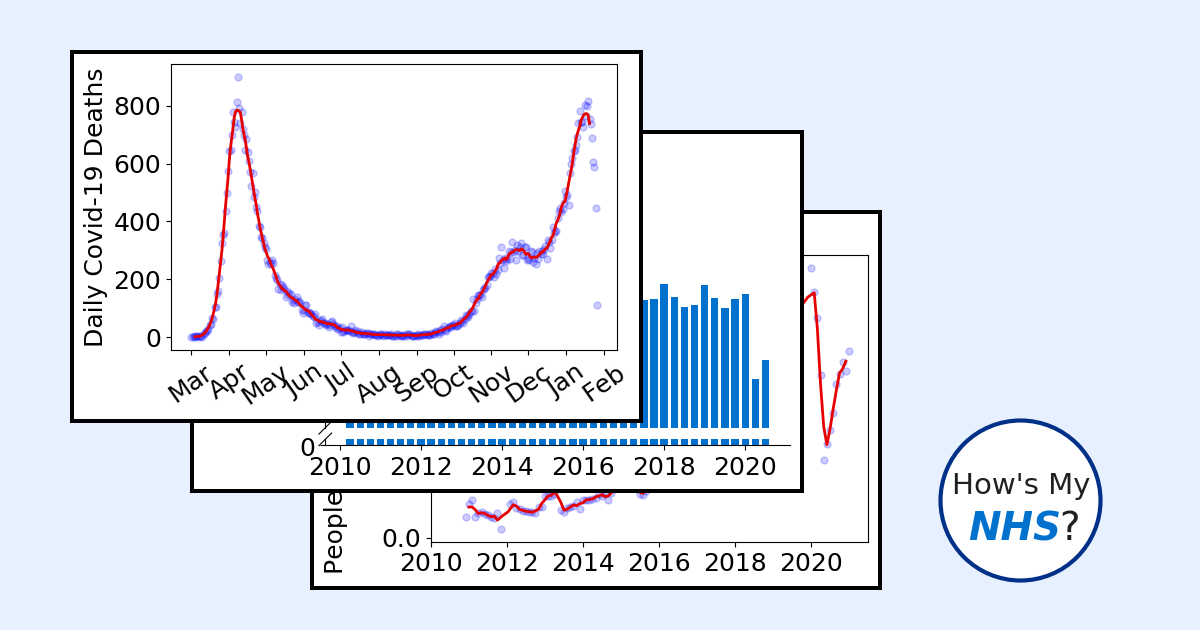 Daily Covid-19 Deaths
800
600
400
200
0
Mar Apr May Jun Jul Aug Sep Oct Nov Dec Jan Feb
0
2010 2012 2014 2016 2018 2020
People
0.0
2010 2012 2014 2016 2018 2020
How's My
NHS?